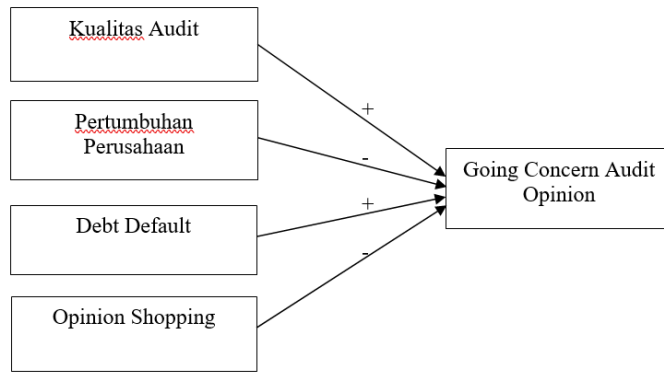 Kualitas Audit
+
Pertumbuhan
Perusahaan
-
Going Concern Audit
Opinion
+
Debt Default
-
Opinion Shopping